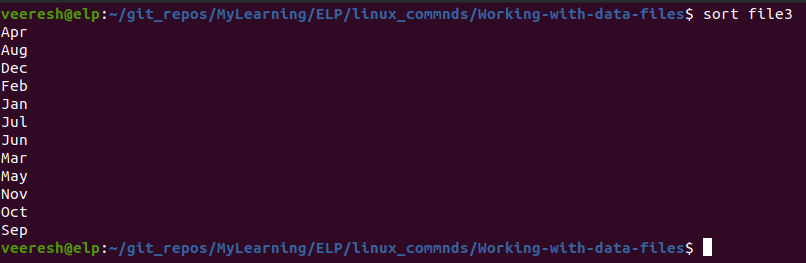 veeresh@elp:~/git_repos/MyLearning/ELP/linux_commnds/Working-with-data-files$ sort file3
Apr
Aug
Dec
Feb
Jan
Jul
Jun
Mar
May
Nov
Oct
Sep
veeresh@elp:~/git_repos/MyLearning/ELP/linux_commnds/Working-with-data-files$